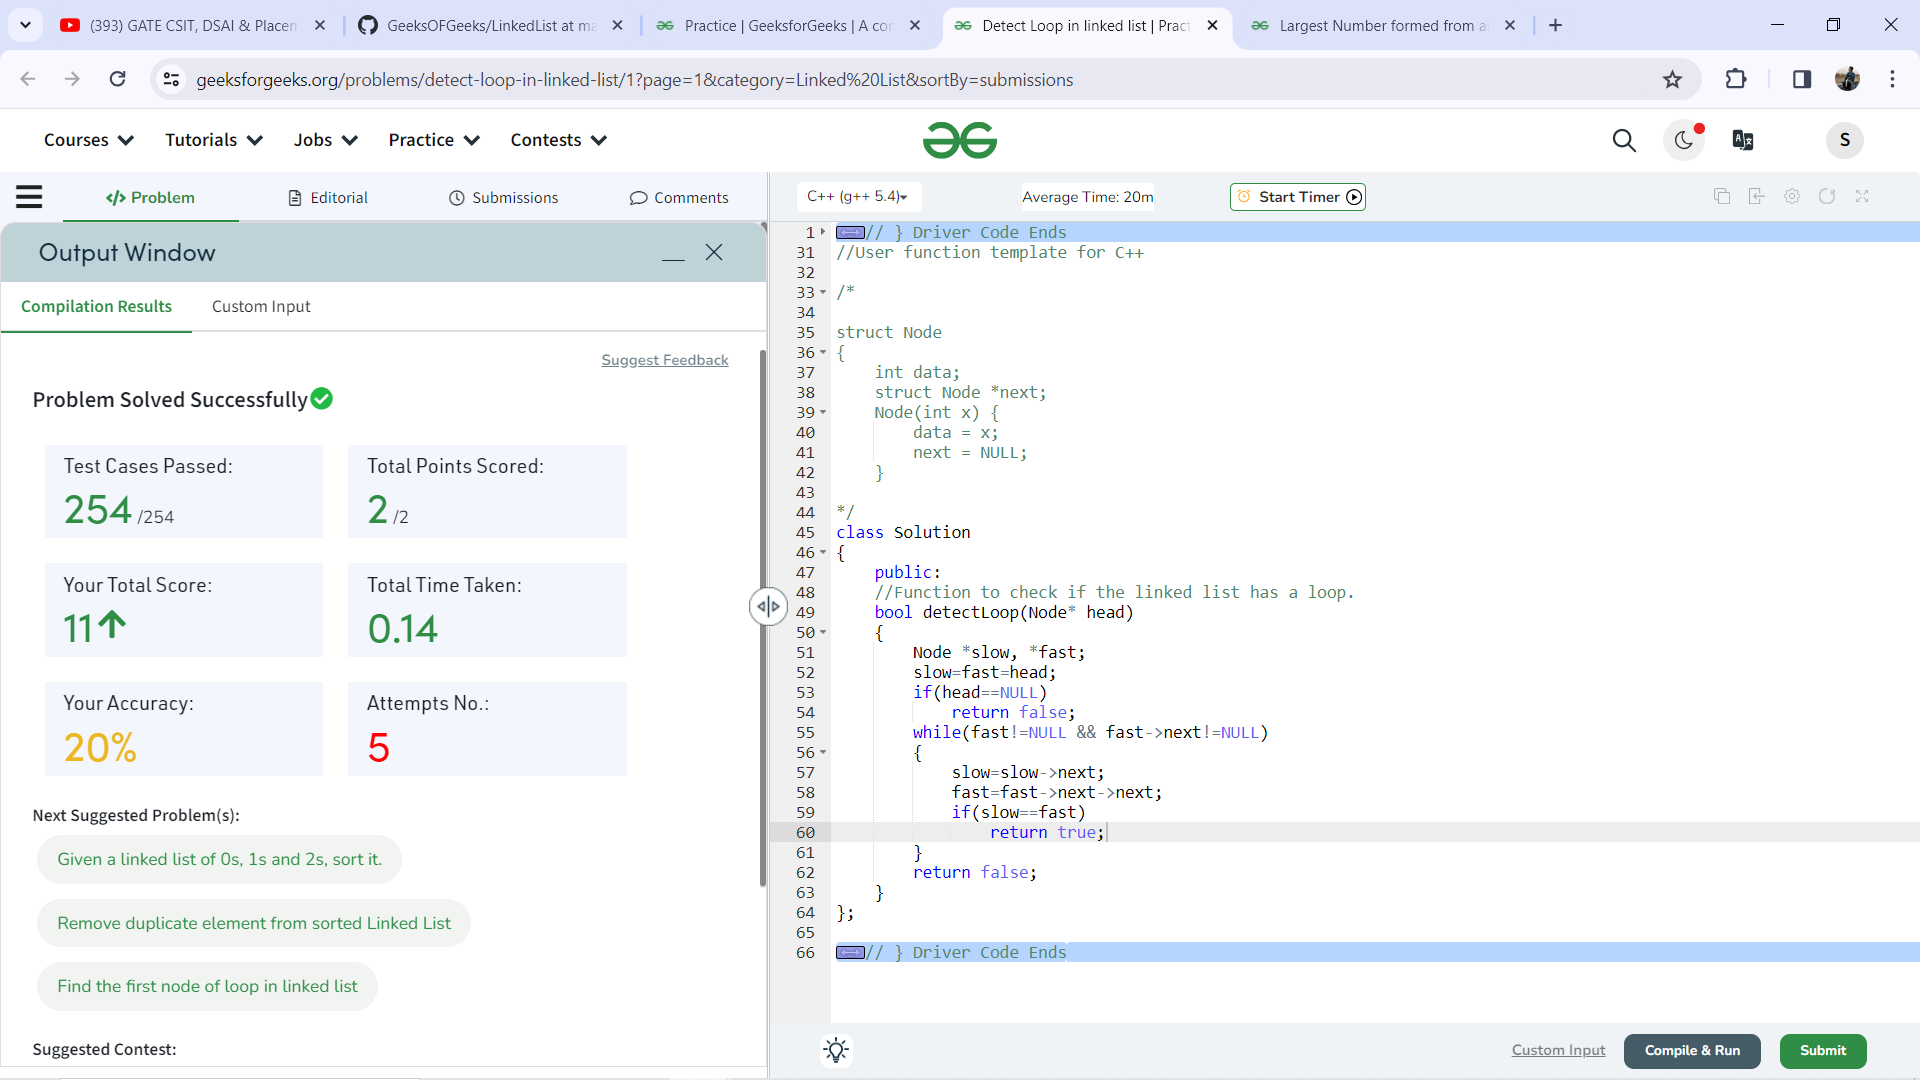 (393) GATE CSIT, DSAI & Placem
GeeksOFGeeks/LinkedList at ma
Practice | GeeksforGeeks | A con
Detect Loop in linked list | Pract
Largest Number formed from a
geeksforgeeks.org/problems/detect-loop-in-linked-list/1?page=1&category=Linked%20List&sortBy=submissions
Courses
Tutorials
Jobs
Practice
Contests
S
</> Problem
Editorial
Submissions
Comments
C++ (g++ 5.4)
Average Time: 20m
Start Timer
Output Window
Compilation Results
Custom Input
Suggest Feedback
Problem Solved Successfully
Test Cases Passed:
254 /254
Total Points Scored:
2 /2
Your Total Score:
11
Total Time Taken:
0.14
Your Accuracy:
20%
Attempts No.:
5
Next Suggested Problem(s):
Given a linked list of 0s, 1s and 2s, sort it.
Remove duplicate element from sorted Linked List
Find the first node of loop in linked list
Suggested Contest:
1 // } Driver Code Ends
31 //User function template for C++
32
33 /*
34
35 struct Node
36 {
37 int data;
38 struct Node *next;
39 Node(int x) {
40 data = x;
41 next = NULL;
42 }
43
44 */
45 class Solution
46 {
47 public:
48 //Function to check if the linked list has a loop.
49 bool detectLoop(Node* head)
50 {
51 Node *slow, *fast;
52 slow=fast=head;
53 if(head==NULL)
54 return false;
55 while(fast!=NULL && fast->next!=NULL)
56 {
57 slow=slow->next;
58 fast=fast->next->next;
59 if(slow==fast)
60 return true;
61 }
62 return false;
63 }
64 };
65
66 // } Driver Code Ends
Custom Input
Compile & Run
Submit